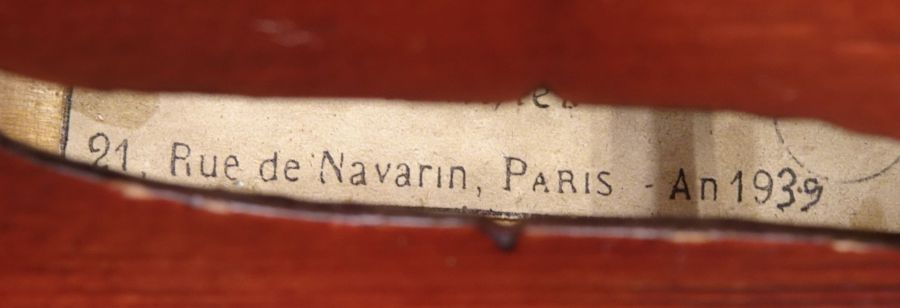 21, Rue de Navarin, PARIS - An 1939